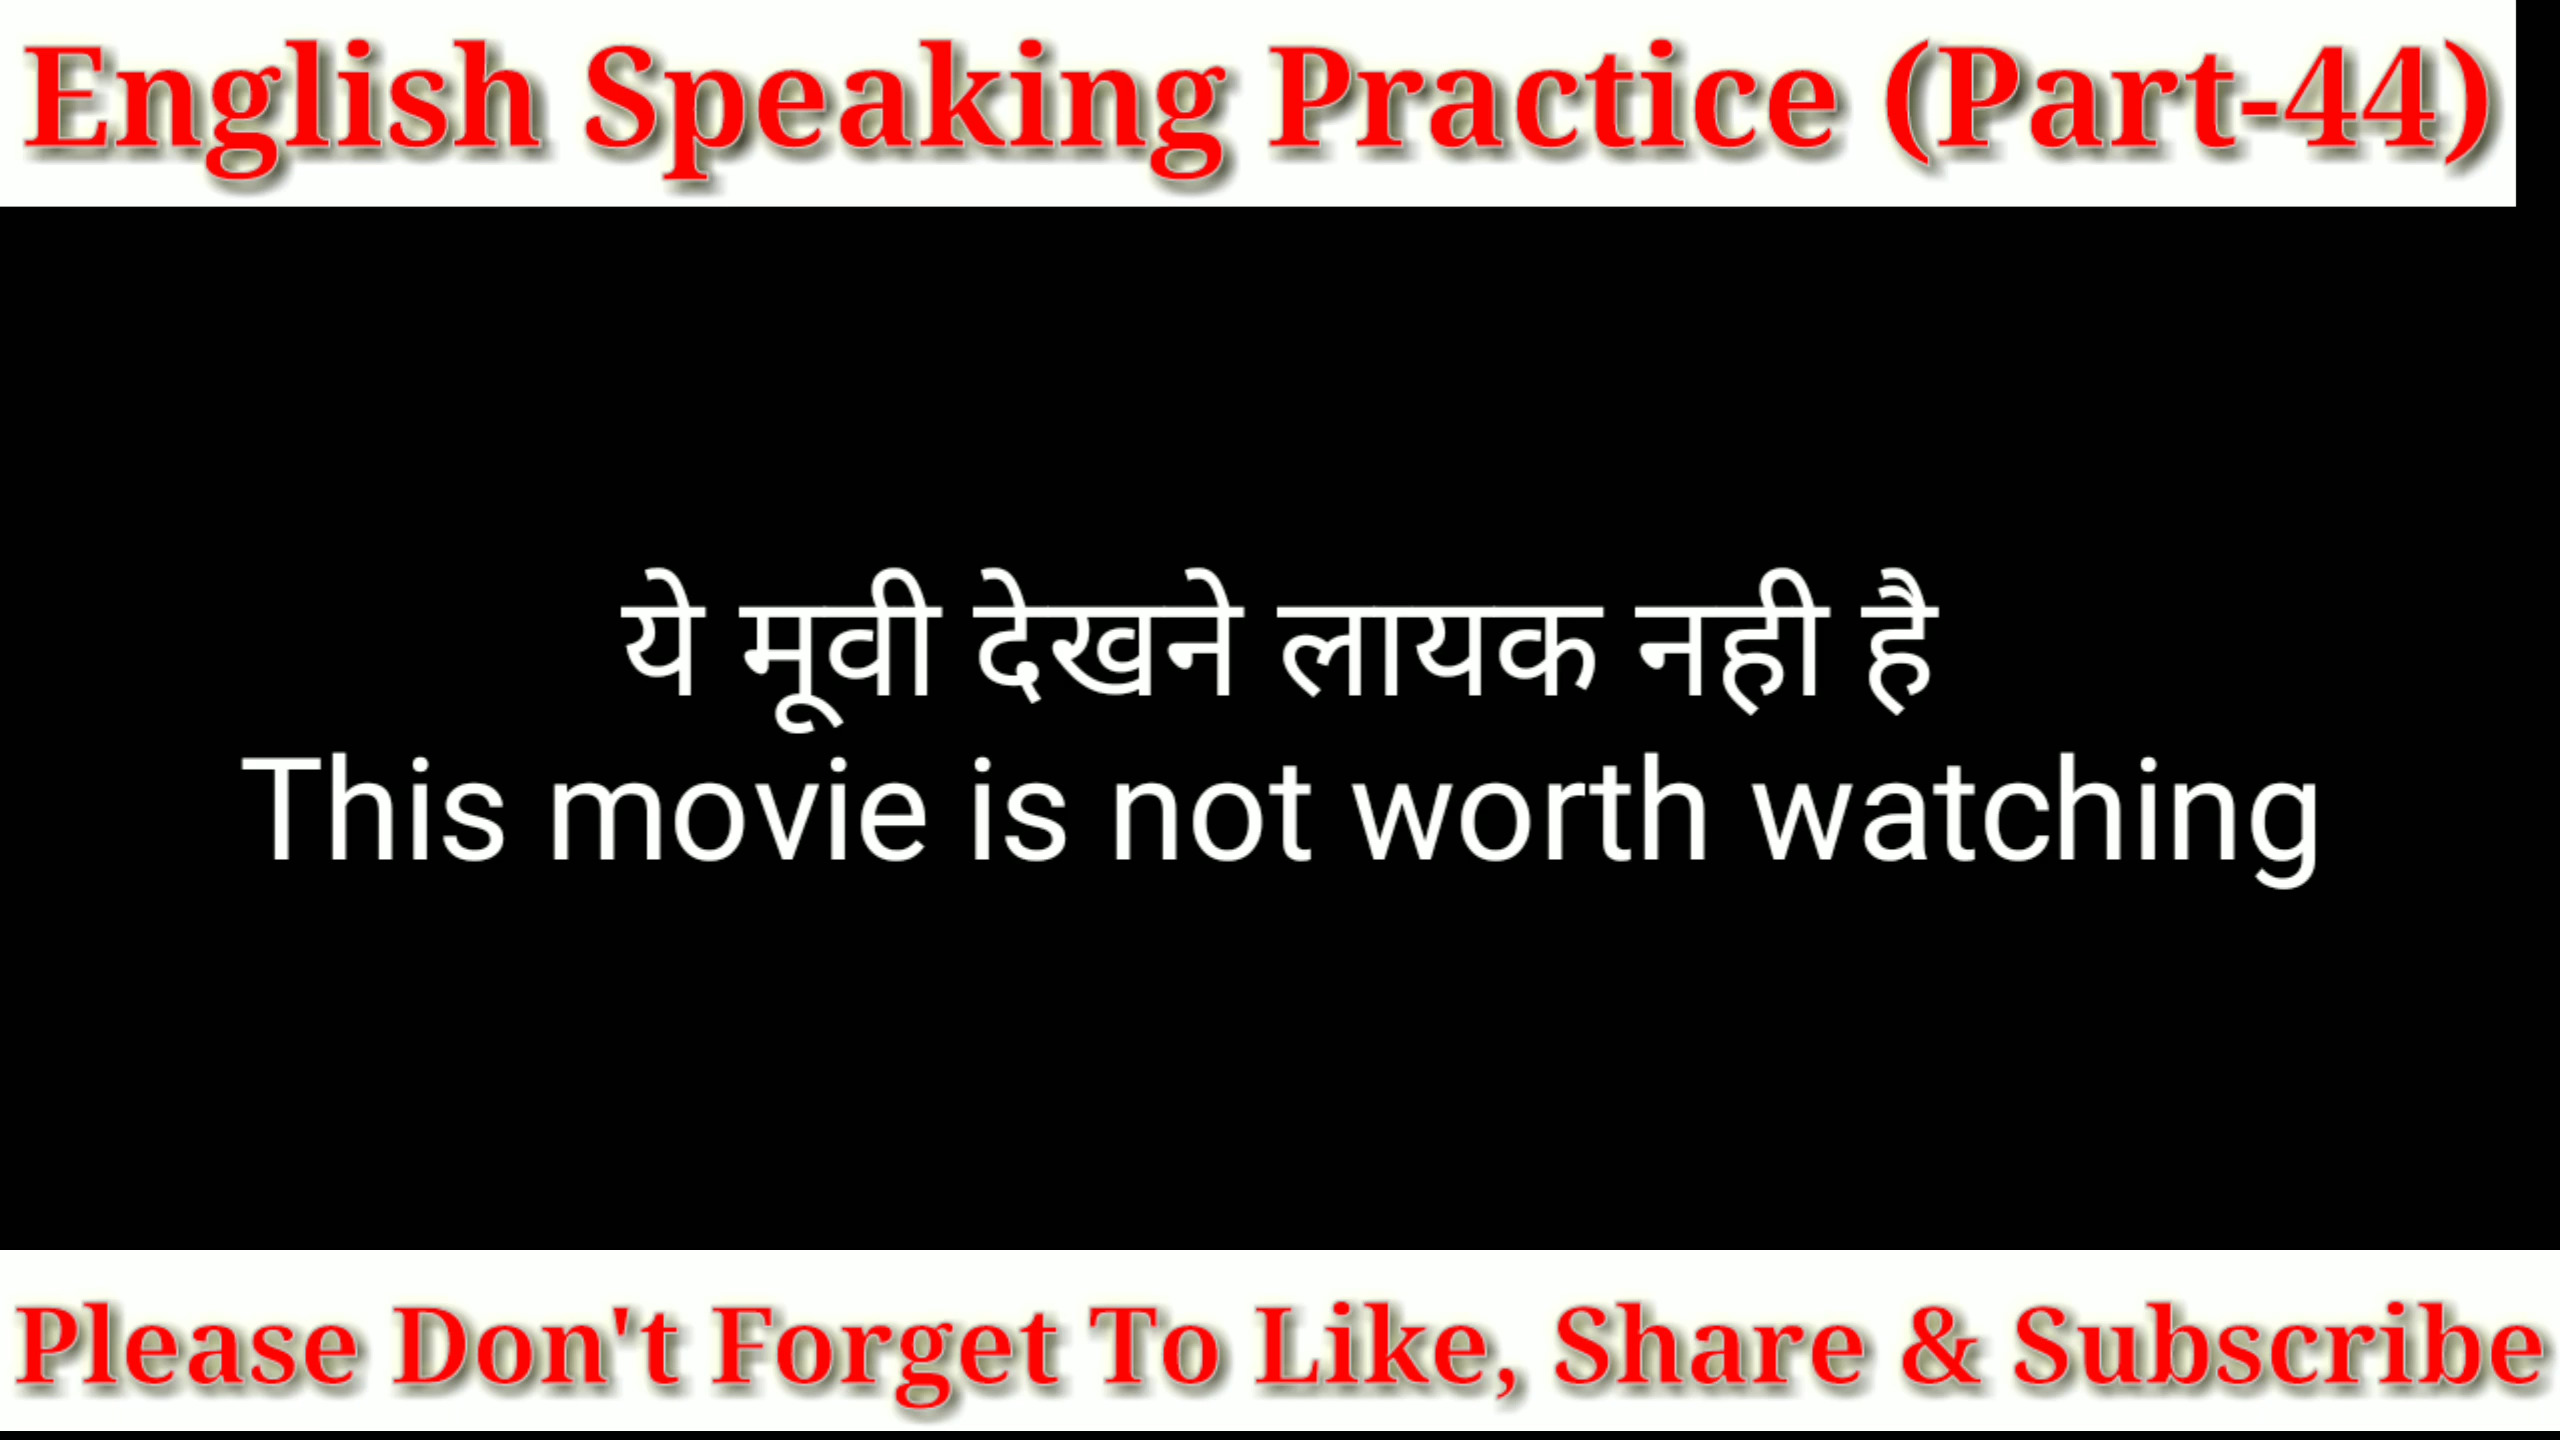 English Speaking Practice (Part-44)
ये मूवी देखने लायक नही है
This movie is not worth watching
Please Don't Forget To Like, Share & Subscribe